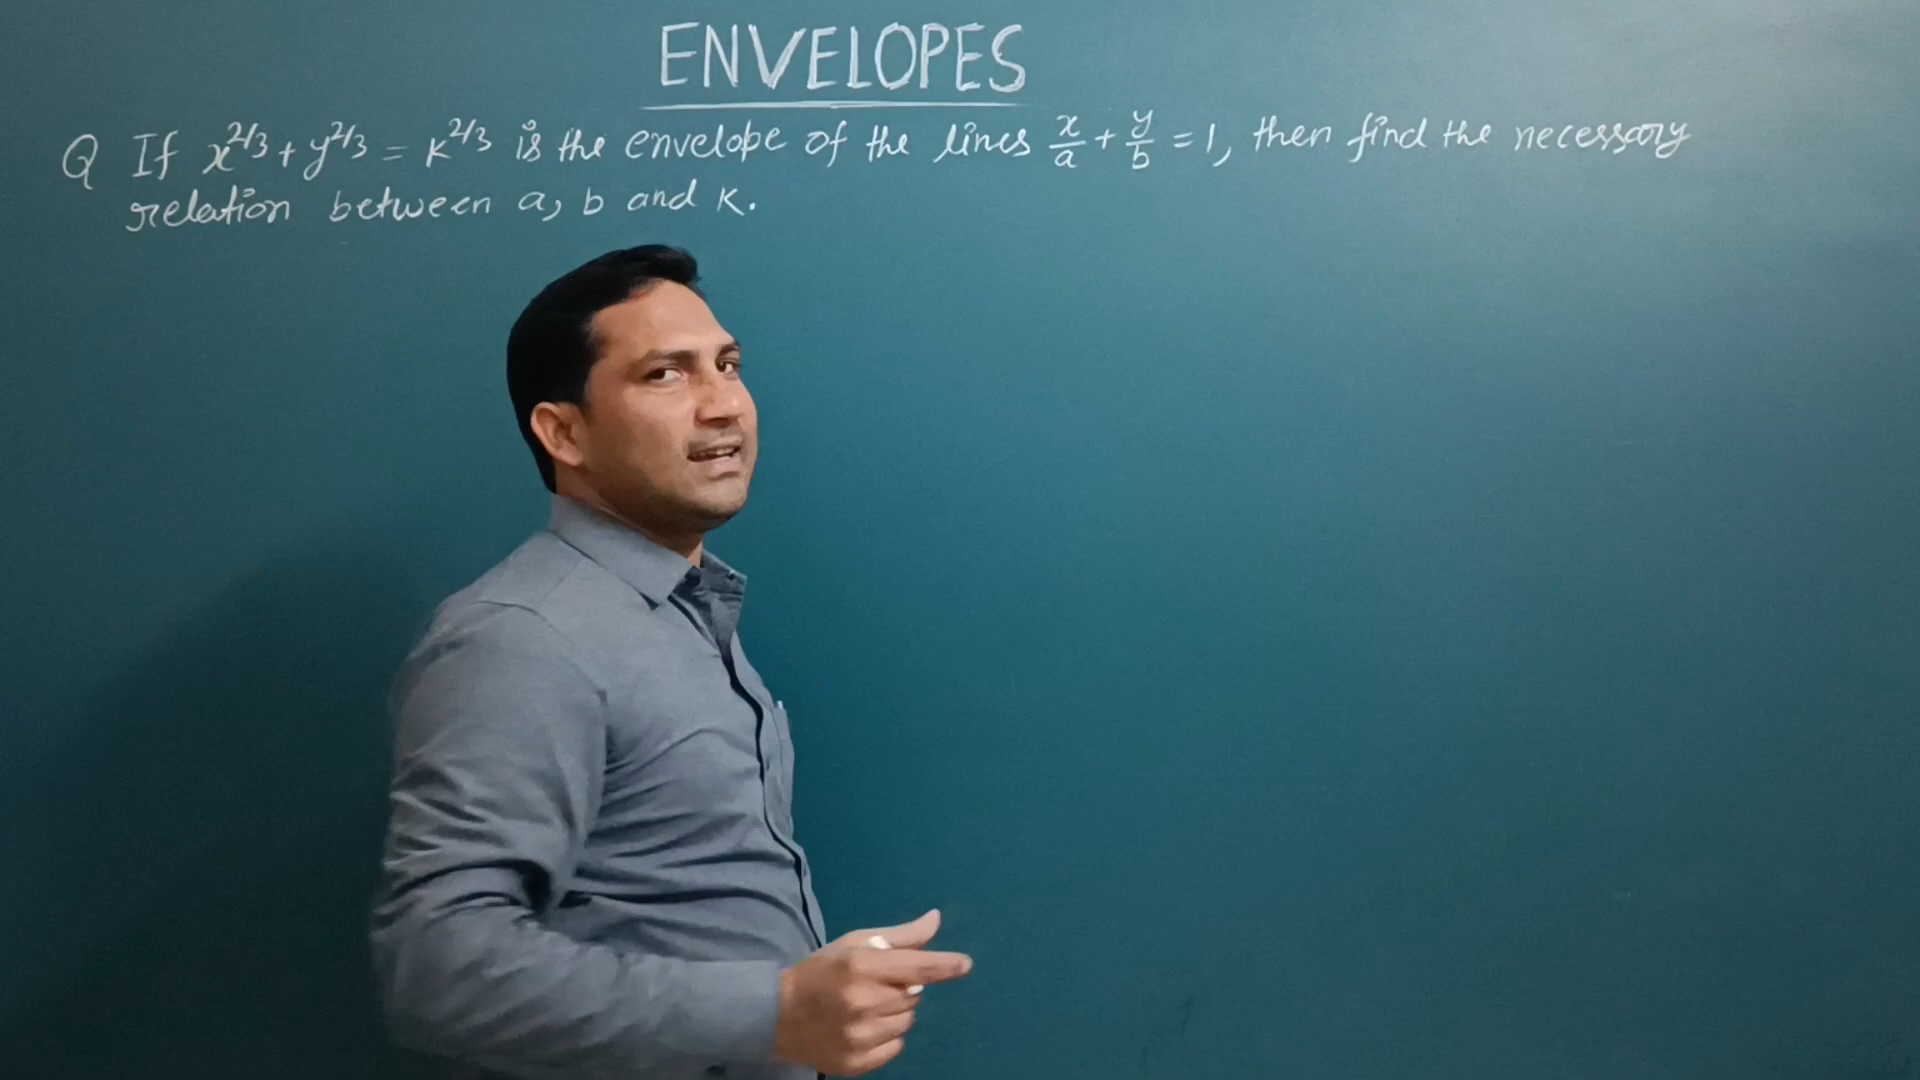 ENVELOPES
Q If x^{2/3} + y^{2/3} = K^{2/3} is the envelope of the lines x/a + y/b = 1, then find the necessary
relation between a, b and K.